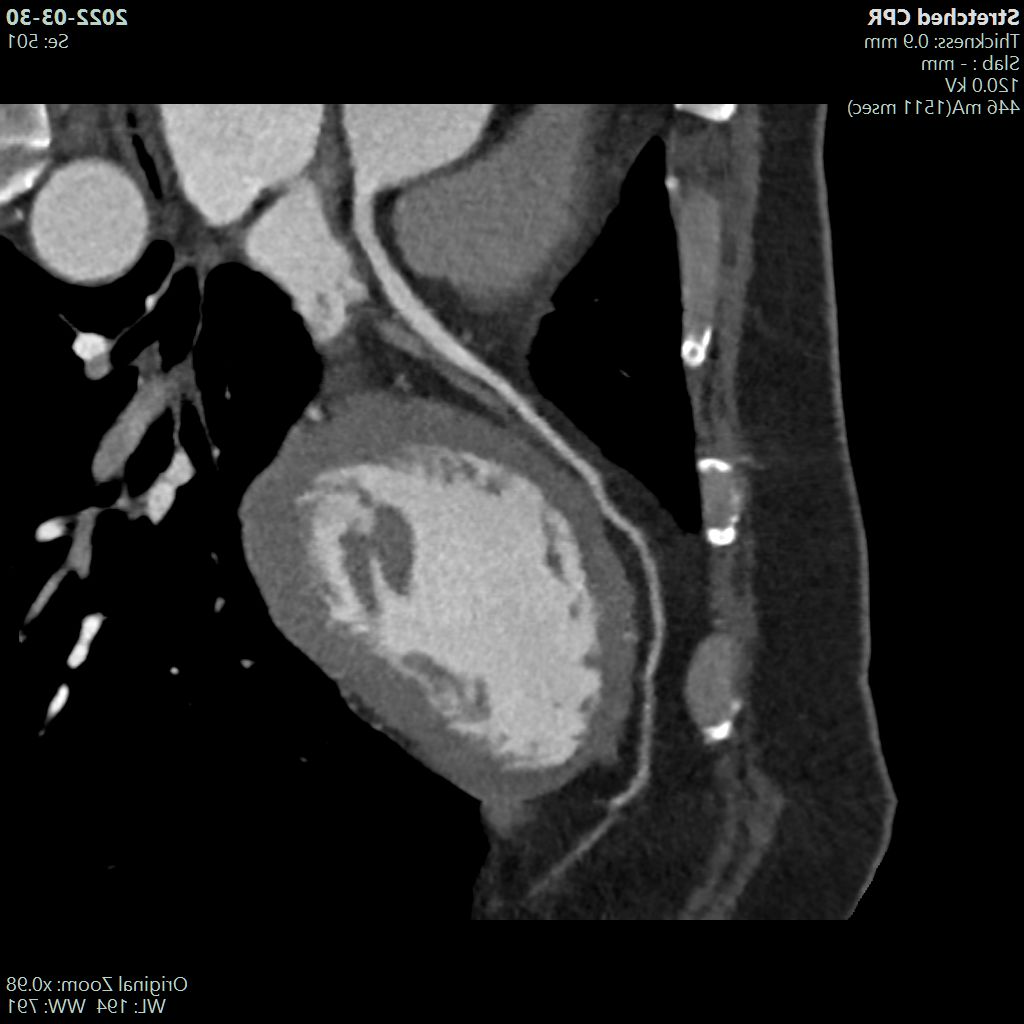 Stretched CPR
Thickness: 0.9 mm
Slab : - mm
120.0 kV
446 mA(1511 msec)
2022-03-30
Se: 501
Original Zoom: x0.98
WL: 194 WW: 791